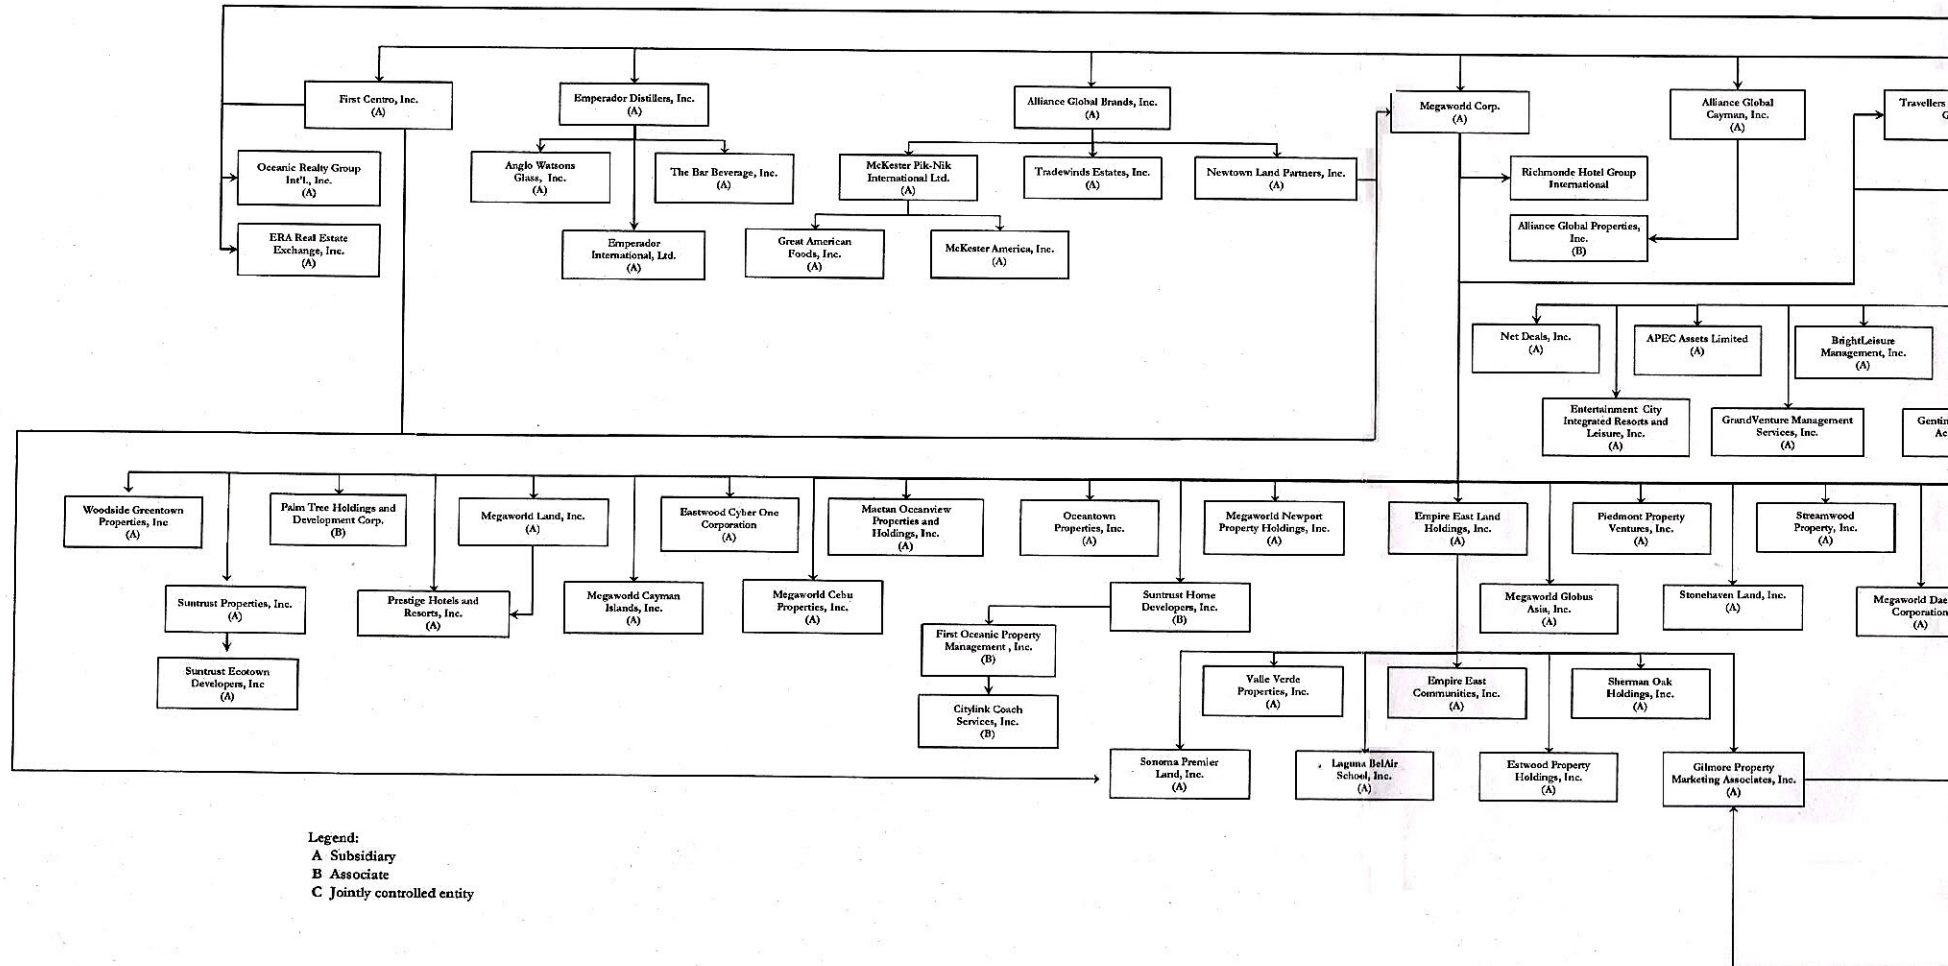 First Centro, Inc.
(A)
Emperador Distillers, Inc.
(A)
Alliance Global Brands, Inc.
(A)
Megaworld Corp.
(A)
Alliance Global
Cayman, Inc.
(A)
Travellers
G
Oceanic Realty Group
Int'l., Inc.
(A)
Anglo Watsons
Glass, Inc.
(A)
The Bar Beverage, Inc.
(A)
McKester Pik-Nik
International Ltd.
(A)
Tradewinds Estates, Inc.
(A)
Newtown Land Partners, Inc.
(A)
Richmonde Hotel Group
International
ERA Real Estate
Exchange, Inc.
(A)
Emperador
International, Ltd.
(A)
Great American
Foods, Inc.
(A)
McKester America, Inc.
(A)
Alliance Global Properties,
Inc.
(B)
Net Deals, Inc.
(A)
APEC Assets Limited
(A)
BrightLeisure
Management, Inc.
(A)
Entertainment City
Integrated Resorts and
Leisure, Inc.
(A)
GrandVenture Management
Services, Inc.
(A)
Gentin
Ac
Woodside Greentown
Properties, Inc
(A)
Palm Tree Holdings and
Development Corp.
(B)
Megaworld Land, Inc.
(A)
Eastwood Cyber One
Corporation
(A)
Mactan Oceanview
Properties and
Holdings, Inc.
(A)
Oceantown
Properties, Inc.
(A)
Megaworld Newport
Property Holdings, Inc.
(A)
Empire East Land
Holdings, Inc.
(A)
Piedmont Property
Ventures, Inc.
(A)
Streamwood
Property, Inc.
(A)
Suntrust Properties, Inc.
(A)
Prestige Hotels and
Resorts, Inc.
(A)
Megaworld Cayman
Islands, Inc.
(A)
Megaworld Cebu
Properties, Inc.
(A)
Suntrust Home
Developers, Inc.
(B)
Megaworld Globus
Asia, Inc.
(A)
Stonehaven Land, Inc.
(A)
Megaworld Dae
Corporation
(A)
First Oceanic Property
Management , Inc.
(B)
Suntrust Ecotown
Developers, Inc
(A)
Valle Verde
Properties, Inc.
(A)
Empire East
Communities, Inc.
(A)
Sherman Oak
Holdings, Inc.
(A)
Citylink Coach
Services, Inc.
(B)
Sonoma Premier
Land, Inc.
(A)
Laguna BelAir
School, Inc.
(A)
Estwood Property
Holdings, Inc.
(A)
Gilmore Property
Marketing Associates, Inc.
(A)
Legend:
A Subsidiary
B Associate
C Jointly controlled entity